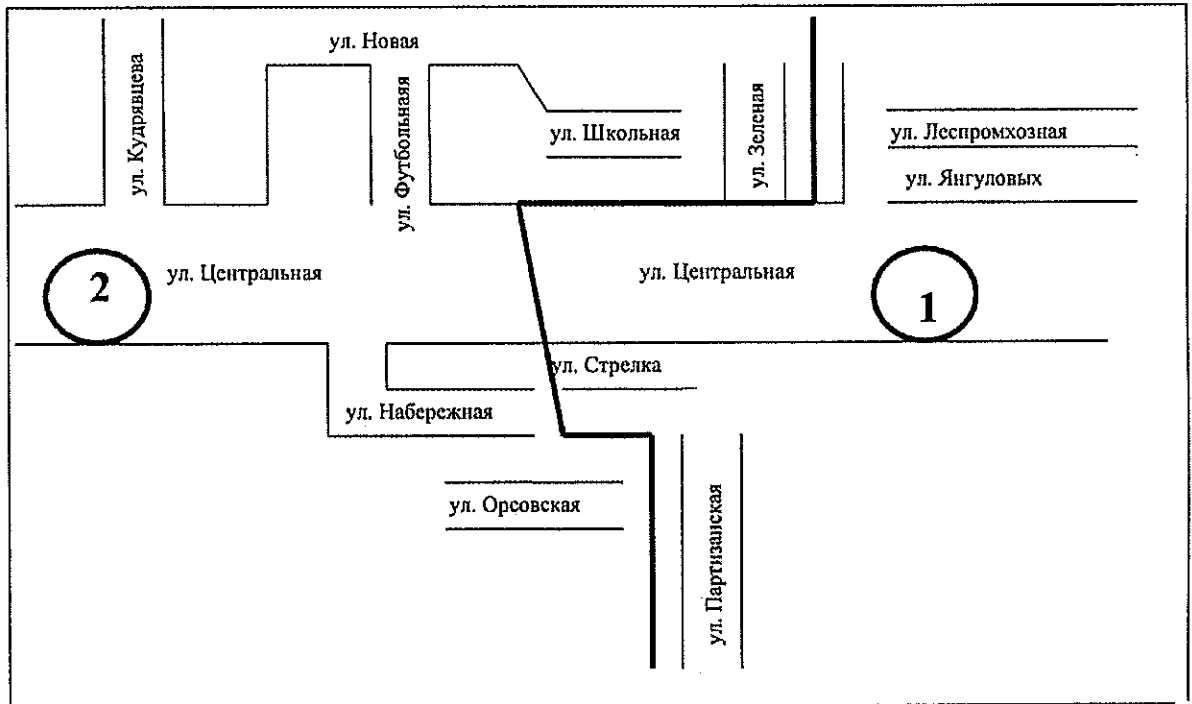 ул. Новая
ул. Кудрявцева
ул. Футбольнаяя
ул. Школьная
ул. Зеленая
ул. Леспромхозная
ул. Янгуловых
2
ул. Центральная
ул. Центральная
1
ул. Стрелка
ул. Набережная
ул. Орсовская
ул. Партизанская